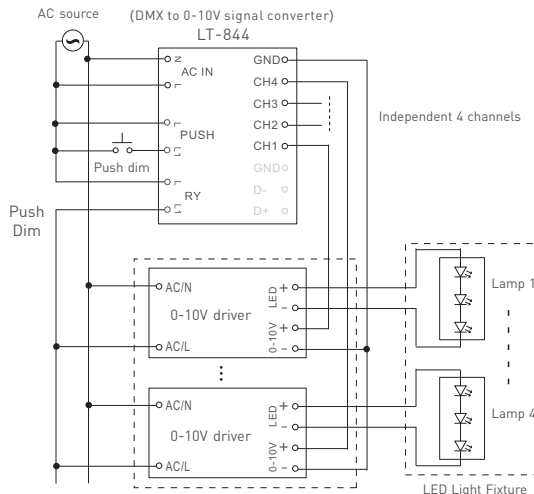 AC source
(DMX to 0-10V signal converter)
LT-844
N
AC IN
L
L
PUSH
L1
Push dim
L
RY
L1
GND
CH4
CH3
CH2
CH1
GND
D-
D+
Independent 4 channels
Push
Dim
AC/N
0-10V driver
AC/L
LED
+
−
0-10V
+
−
AC/N
0-10V driver
AC/L
LED
+
−
0-10V
+
−
Lamp 1
Lamp 4
LED Light Fixture